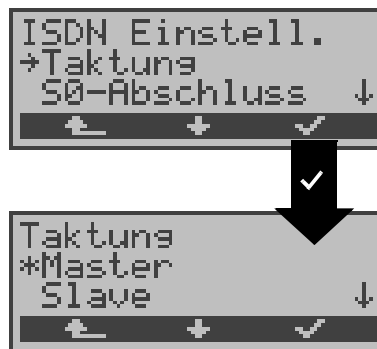 ISDN Einstell.
→Taktung
S0-Abschluss ↓
Taktung
*Master
Slave ↓